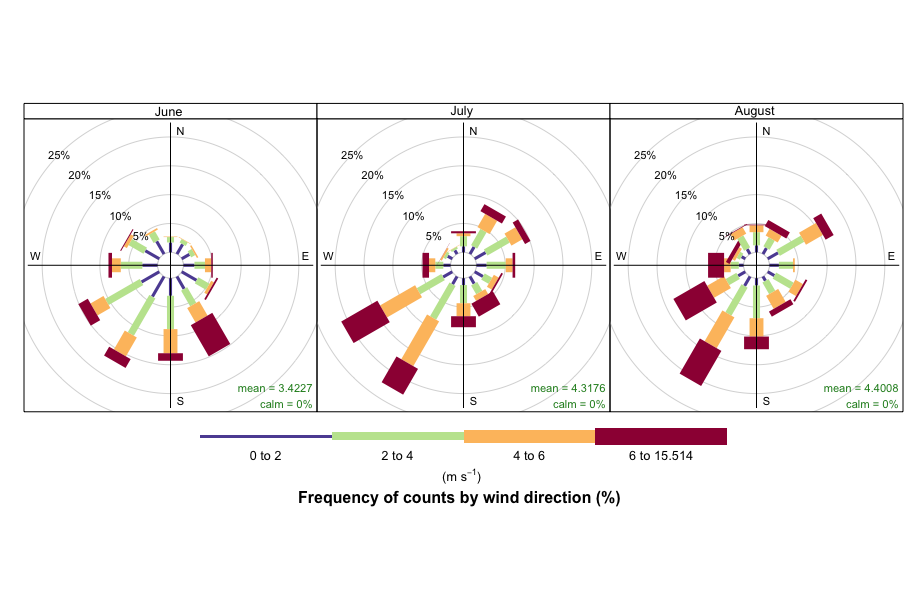 June
July
August
N
25%
20%
15%
10%
5%
W
E
S
mean = 3.4227
calm = 0%
N
25%
20%
15%
10%
5%
W
E
S
mean = 4.3176
calm = 0%
N
25%
20%
15%
10%
5%
W
E
S
mean = 4.4008
calm = 0%
0 to 2
2 to 4
4 to 6
6 to 15.514
(m s⁻¹)
Frequency of counts by wind direction (%)